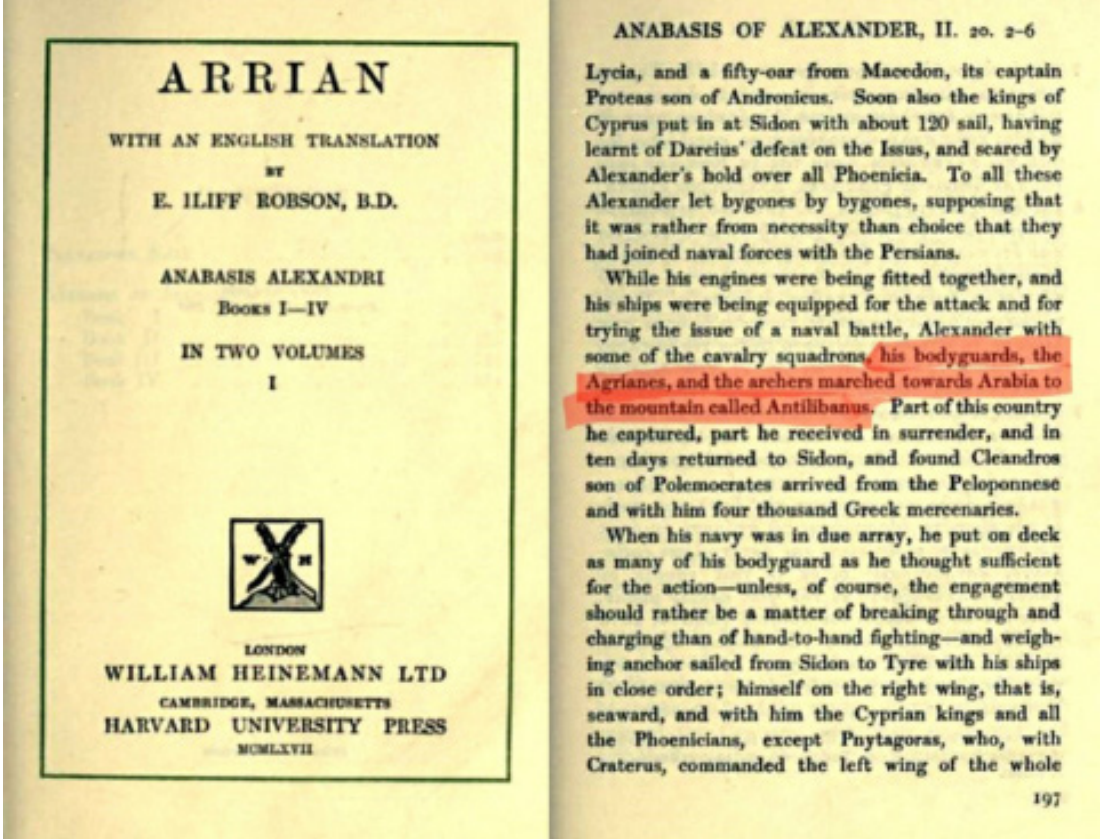 ARRIAN
WITH AN ENGLISH TRANSLATION
BY
E. ILIFF ROBSON, B.D.
ANABASIS ALEXANDRI
BOOKS I—IV
IN TWO VOLUMES
I
W H
LONDON
WILLIAM HEINEMANN LTD
CAMBRIDGE, MASSACHUSETTS
HARVARD UNIVERSITY PRESS
MCMLXVII
ANABASIS OF ALEXANDER, II. 20. 2-6
Lycia, and a fifty-oar from Macedon, its captain
Proteas son of Andronicus. Soon also the kings of
Cyprus put in at Sidon with about 120 sail, having
learnt of Dareius' defeat on the Issus, and scared by
Alexander's hold over all Phoenicia. To all these
Alexander let bygones by bygones, supposing that
it was rather from necessity than choice that they
had joined naval forces with the Persians.
While his engines were being fitted together, and
his ships were being equipped for the attack and for
trying the issue of a naval battle, Alexander with
some of the cavalry squadrons, his bodyguards, the
Agrianes, and the archers marched towards Arabia to
the mountain called Antilibanus. Part of this country
he captured, part he received in surrender, and in
ten days returned to Sidon, and found Cleandros
son of Polemocrates arrived from the Peloponnese
and with him four thousand Greek mercenaries.
When his navy was in due array, he put on deck
as many of his bodyguard as he thought sufficient
for the action—unless, of course, the engagement
should rather be a matter of breaking through and
charging than of hand-to-hand fighting—and weigh-
ing anchor sailed from Sidon to Tyre with his ships
in close order; himself on the right wing, that is,
seaward, and with him the Cyprian kings and all
the Phoenicians, except Pnytagoras, who, with
Craterus, commanded the left wing of the whole
197